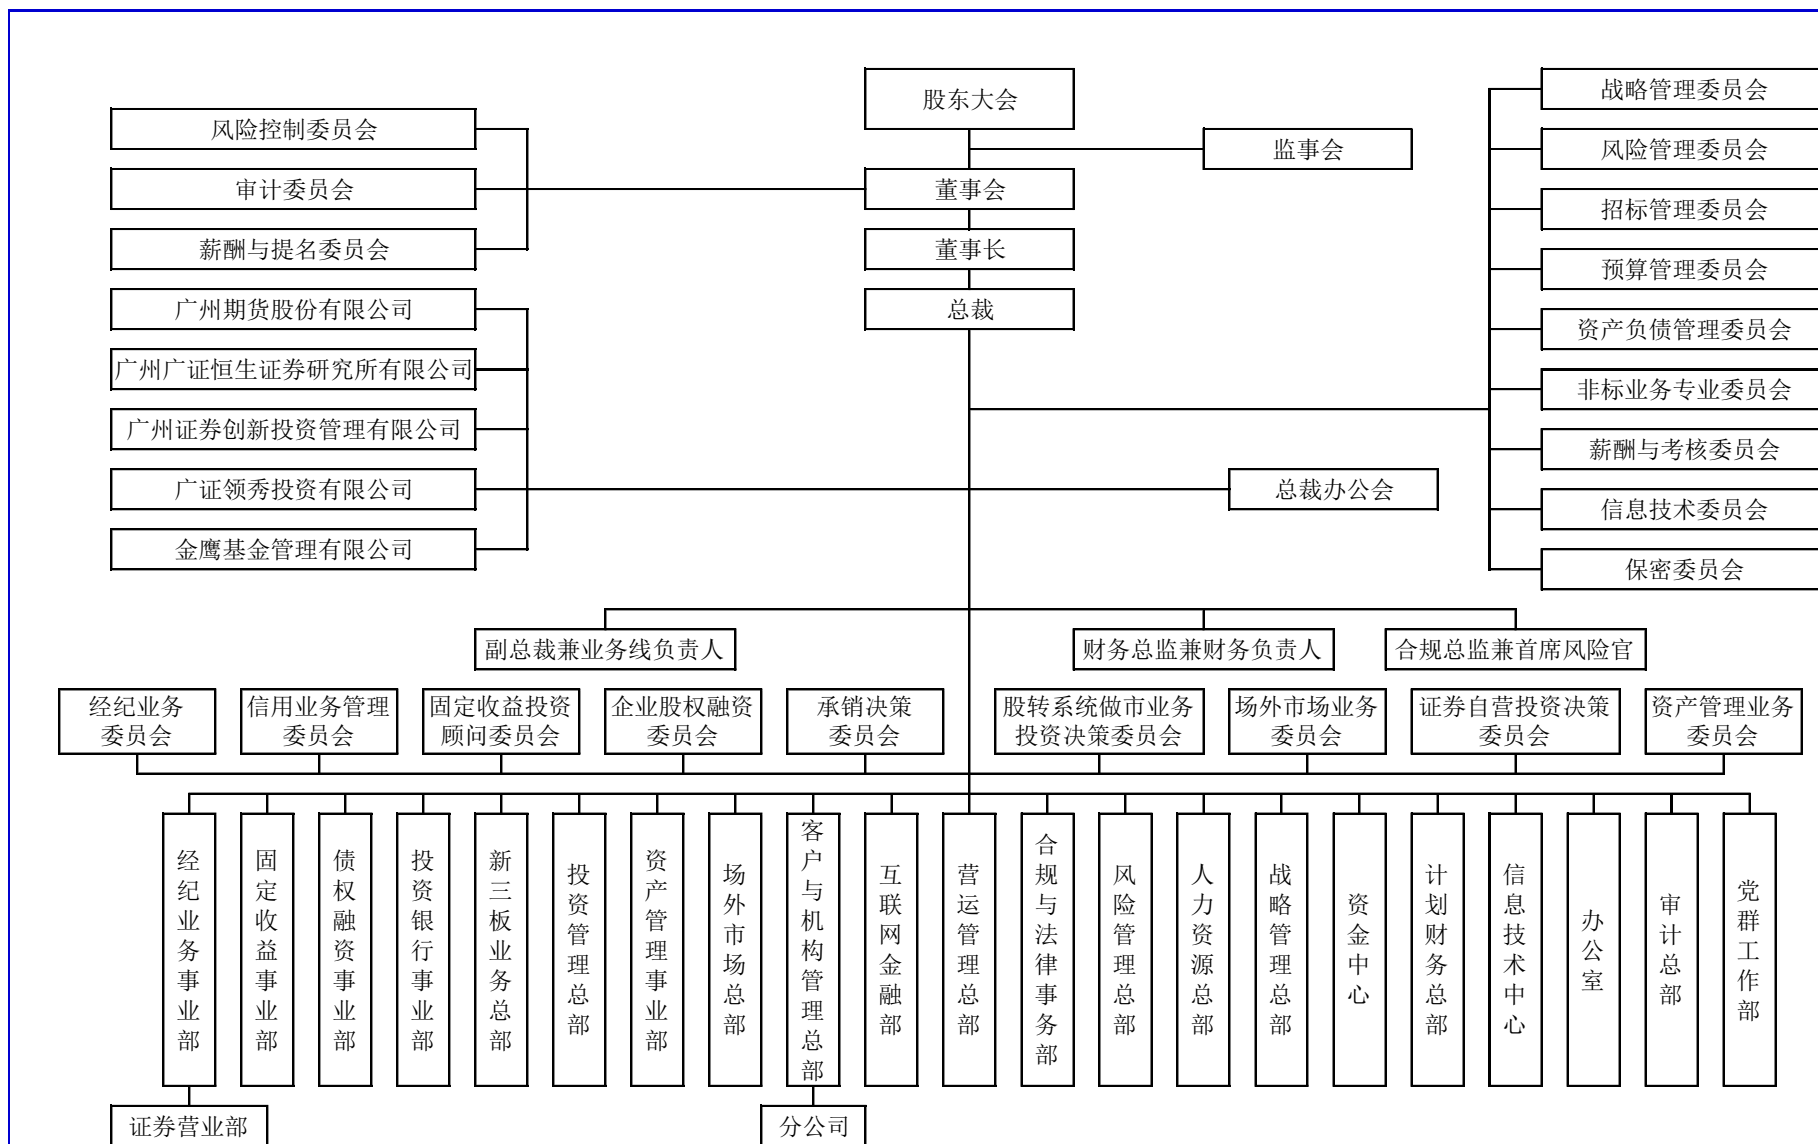 股东大会
监事会
董事会
董事长
总裁
风险控制委员会
审计委员会
薪酬与提名委员会
广州期货股份有限公司
广州广证恒生证券研究所有限公司
广州证券创新投资管理有限公司
广证领秀投资有限公司
金鹰基金管理有限公司
战略管理委员会
风险管理委员会
招标管理委员会
预算管理委员会
资产负债管理委员会
非标业务专业委员会
薪酬与考核委员会
信息技术委员会
保密委员会
总裁办公会
副总裁兼业务线负责人
财务总监兼财务负责人
合规总监兼首席风险官
经纪业务
委员会
信用业务管理
委员会
固定收益投资
顾问委员会
企业股权融资
委员会
承销决策
委员会
股转系统做市业务
投资决策委员会
场外市场业务
委员会
证券自营投资决策
委员会
资产管理业务
委员会
经纪业务事业部
固定收益事业部
债权融资事业部
投资银行事业部
新三板业务总部
投资管理总部
资产管理事业部
场外市场总部
客户与机构管理总部
互联网金融部
营运管理总部
合规与法律事务部
风险管理总部
人力资源总部
战略管理总部
资金中心
计划财务总部
信息技术中心
办公室
审计总部
党群工作部
证券营业部
分公司